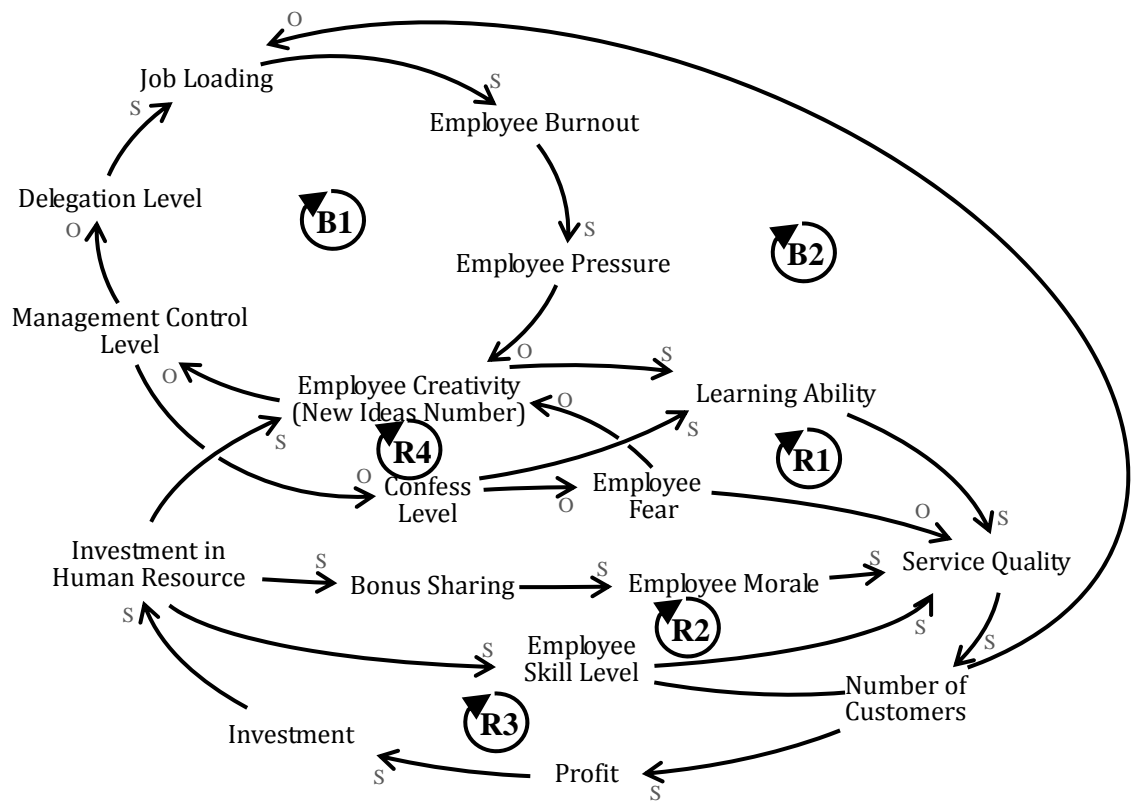 O
Job Loading
S
S
Employee Burnout
Delegation Level
O
B1
S
B2
Employee Pressure
Management Control
Level
O
O
S
Employee Creativity
(New Ideas Number)
Learning Ability
O
S
S
R4
R1
O
Confess
Level
O
Employee
Fear
O
S
Investment in
Human Resource
S
Bonus Sharing
S
Employee Morale
S
Service Quality
S
R2
S
S
Employee
Skill Level
S
Number of
Customers
R3
Investment
S
Profit
S